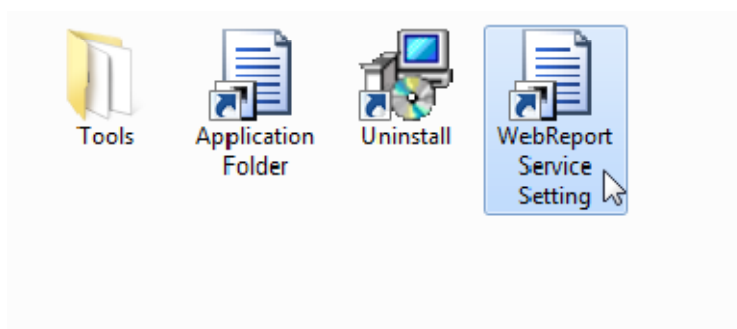 Tools
Application
Folder
Uninstall
WebReport
Service
Setting